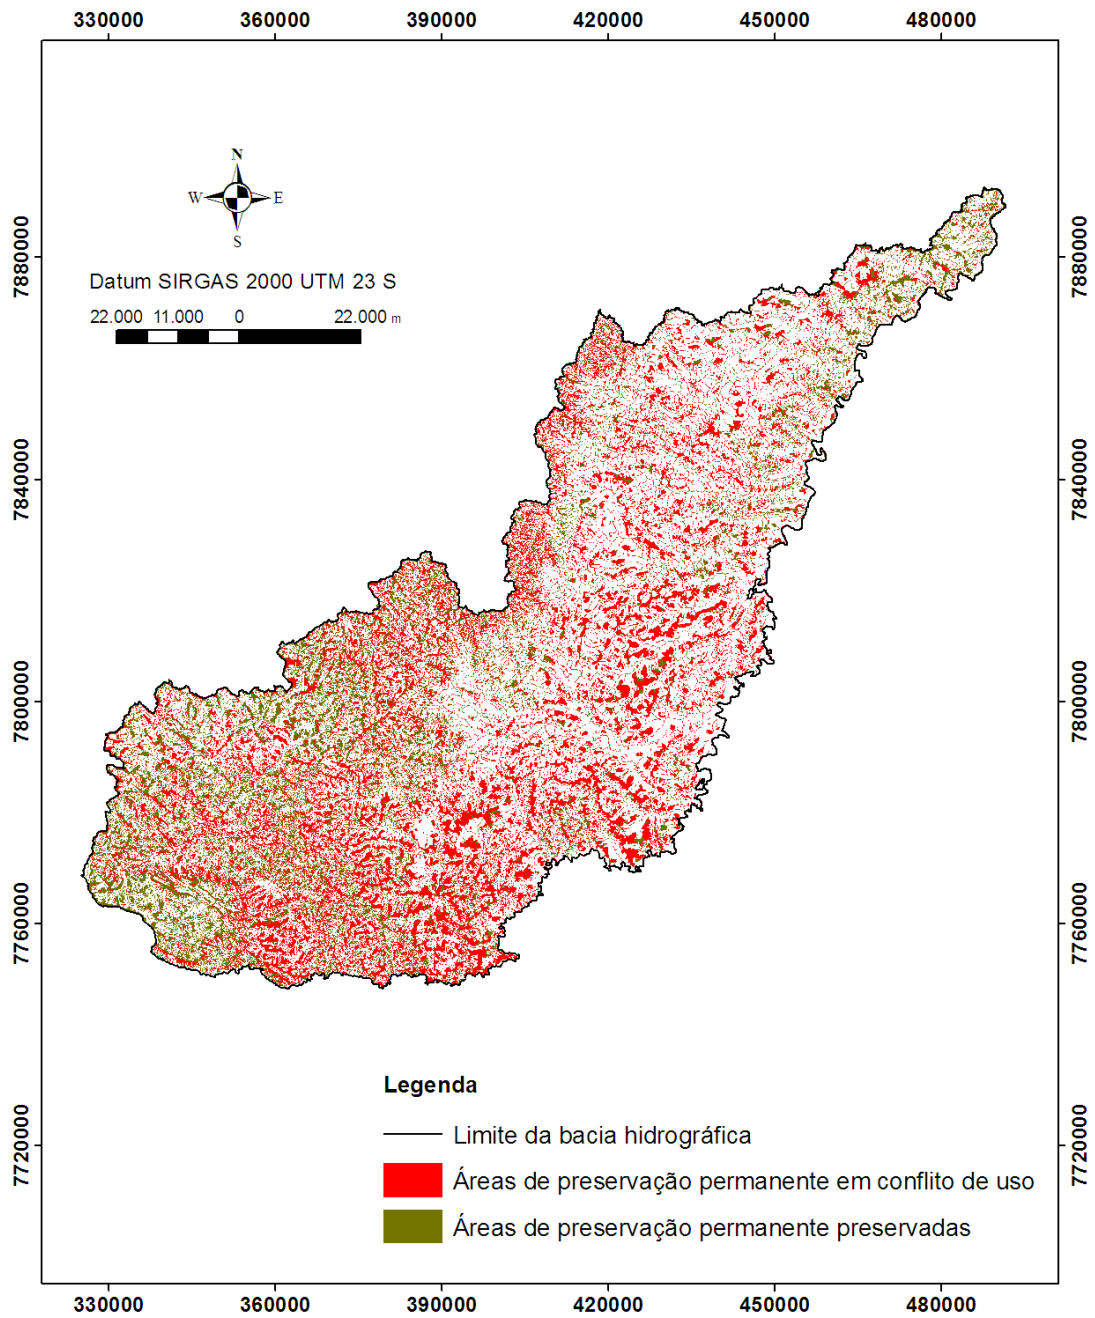 330000 360000 390000 420000 450000 480000
N
W E
S
Datum SIRGAS 2000 UTM 23 S
22.000 11.000 0 22.000 m
7880000 7880000
7840000 7840000
7800000 7800000
7760000 7760000
7720000 7720000
Legenda
Limite da bacia hidrográfica
Áreas de preservação permanente em conflito de uso
Áreas de preservação permanente preservadas
330000 360000 390000 420000 450000 480000